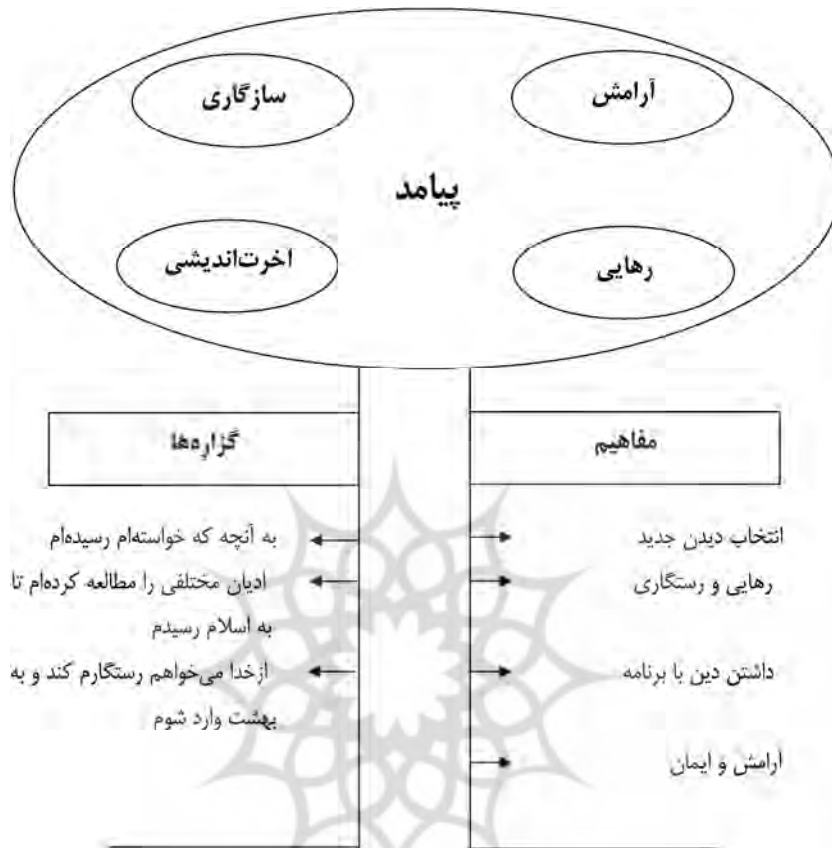 آرامش
سازگاری
پیامد
رهایی
اخرت‌اندیشی
مفاهیم
انتخاب دیدن جدید
رهایی و رستگاری
داشتن دین با برنامه
آرامش و ایمان
گزاره‌ها
به آنچه که خواسته‌ام رسیده‌ام
ادیان مختلفی را مطالعه کرده‌ام تا
به اسلام رسیدم
ازخدا می‌خواهم رستگارم کند و به
بهشت وارد شوم